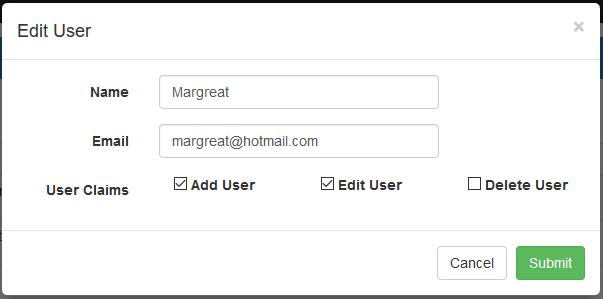 Edit User ×
Name Margreat
Email margreat@hotmail.com
User Claims Add User Edit User Delete User
Cancel Submit